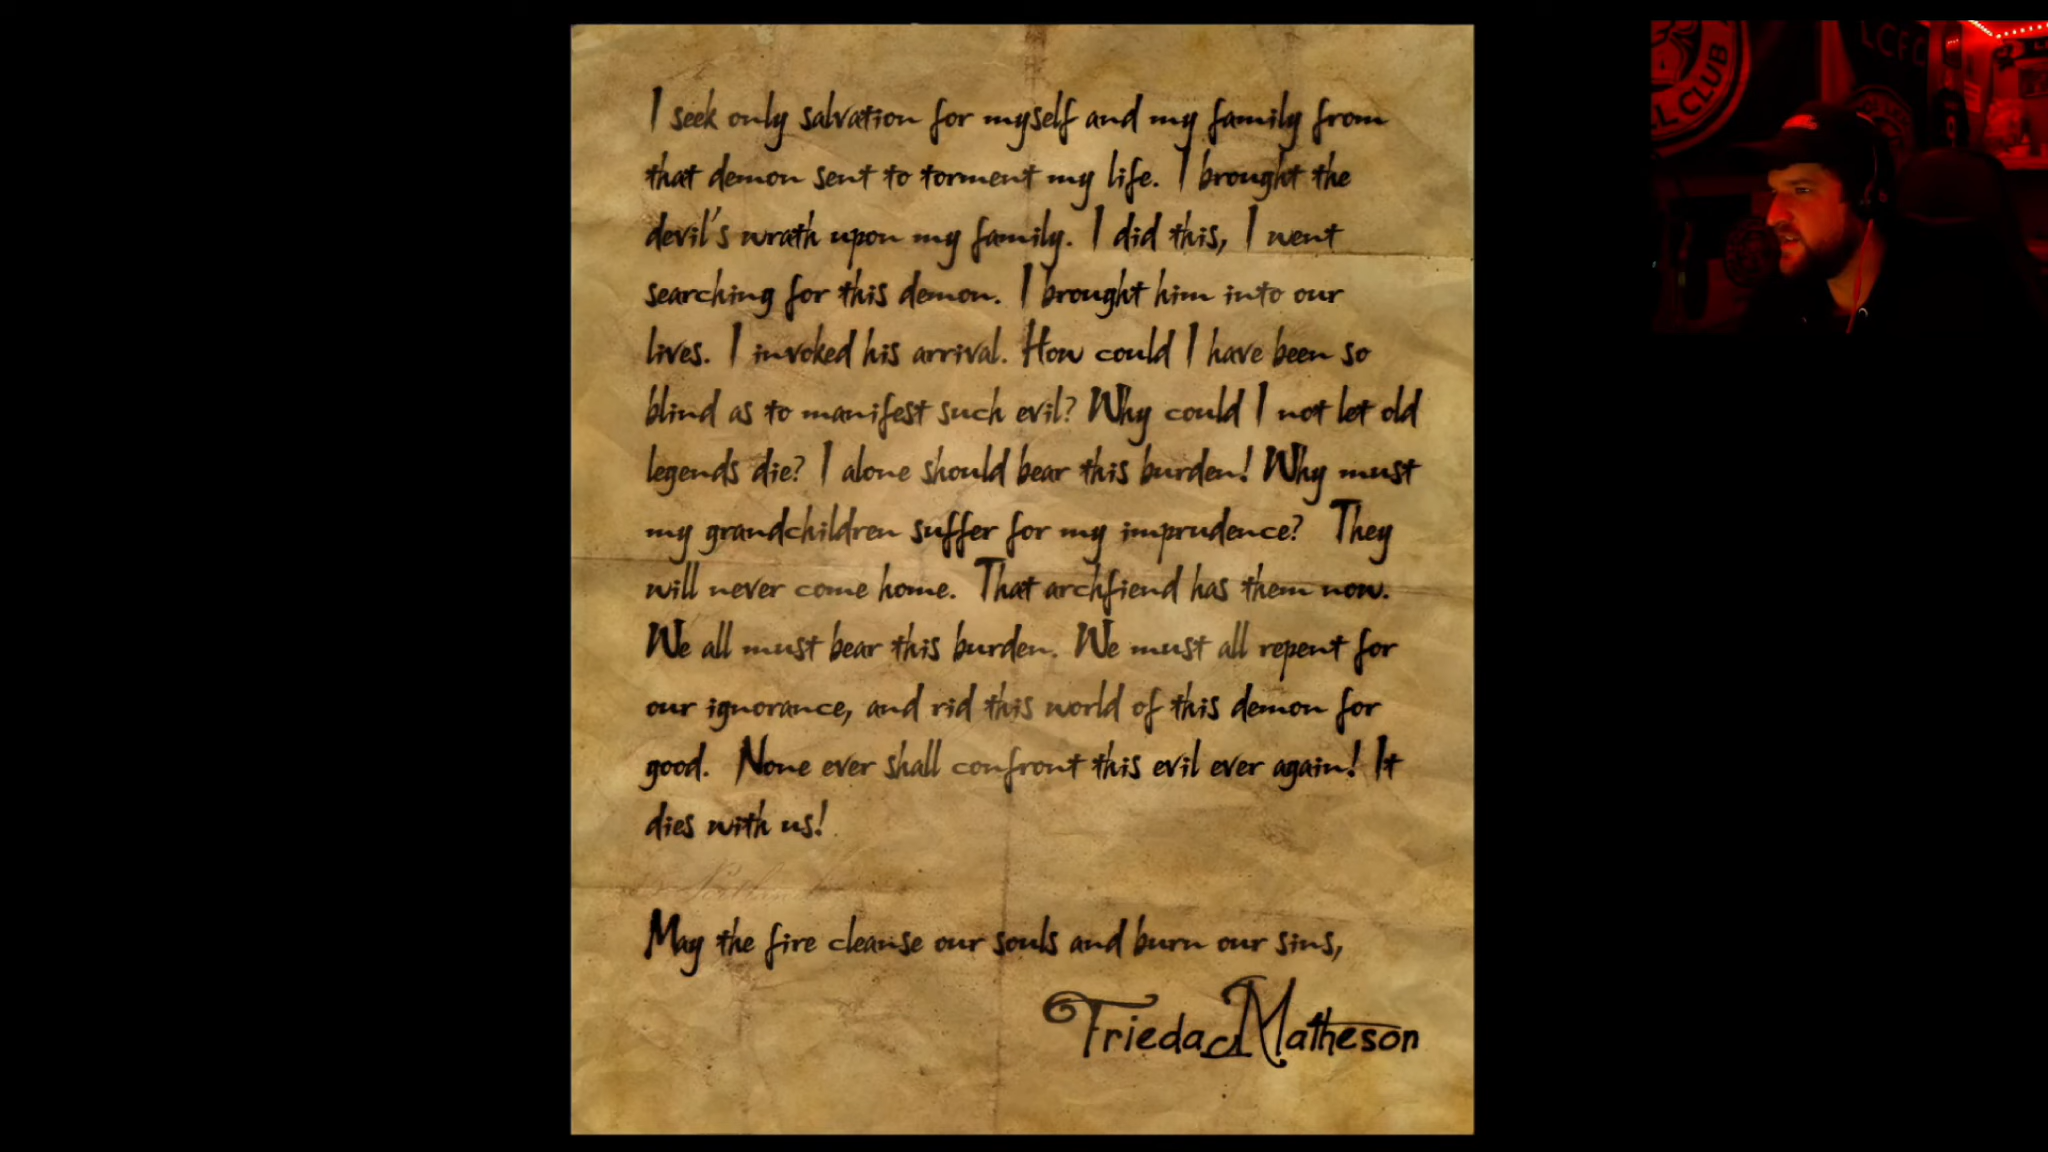 I seek only salvation for myself and my family from
that demon sent to torment my life. I brought the
devil's wrath upon my family. I did this, I went
searching for this demon. I brought him into our
lives. I invoked his arrival. How could I have been so
blind as to manifest such evil? Why could I not let old
legends die? I alone should bear this burden! Why must
my grandchildren suffer for my imprudence? They
will never come home. That archfiend has them now.
We all must bear this burden. We must all repent for
our ignorance, and rid this world of this demon for
good. None ever shall confront this evil ever again! It
dies with us!
May the fire cleanse our souls and burn our sins,
Frieda Matheson
CLUB
LCFC